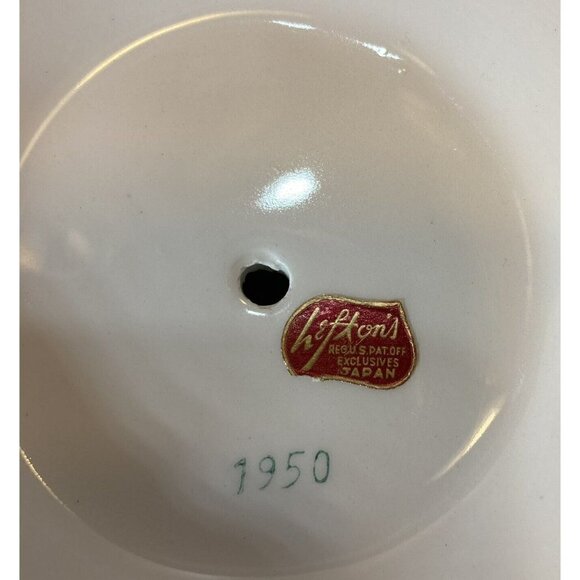 Lefton's
REG.U.S.PAT.OFF
EXCLUSIVES
JAPAN
1950